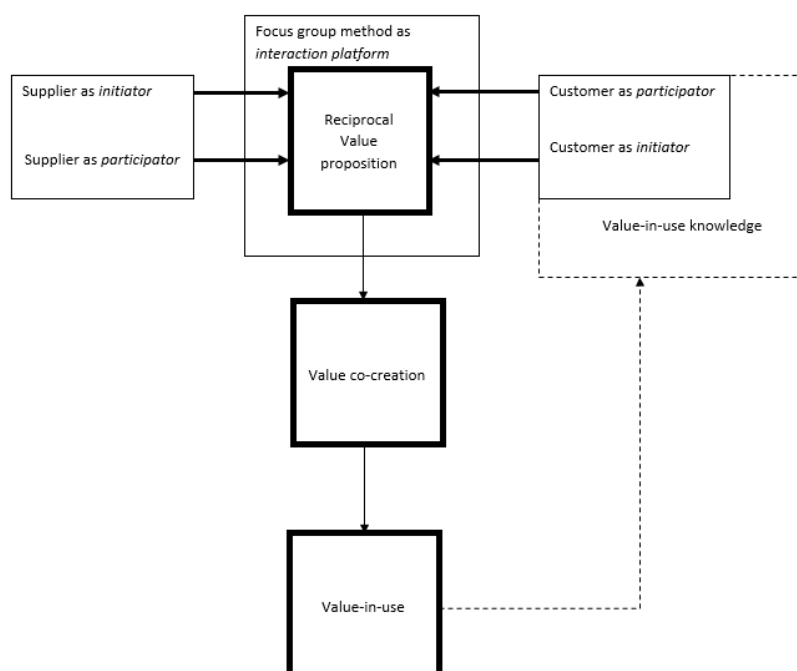 Focus group method as
interaction platform
Supplier as initiator
Supplier as participator
Reciprocal
Value
proposition
Customer as participator
Customer as initiator
Value-in-use knowledge
Value co-creation
Value-in-use